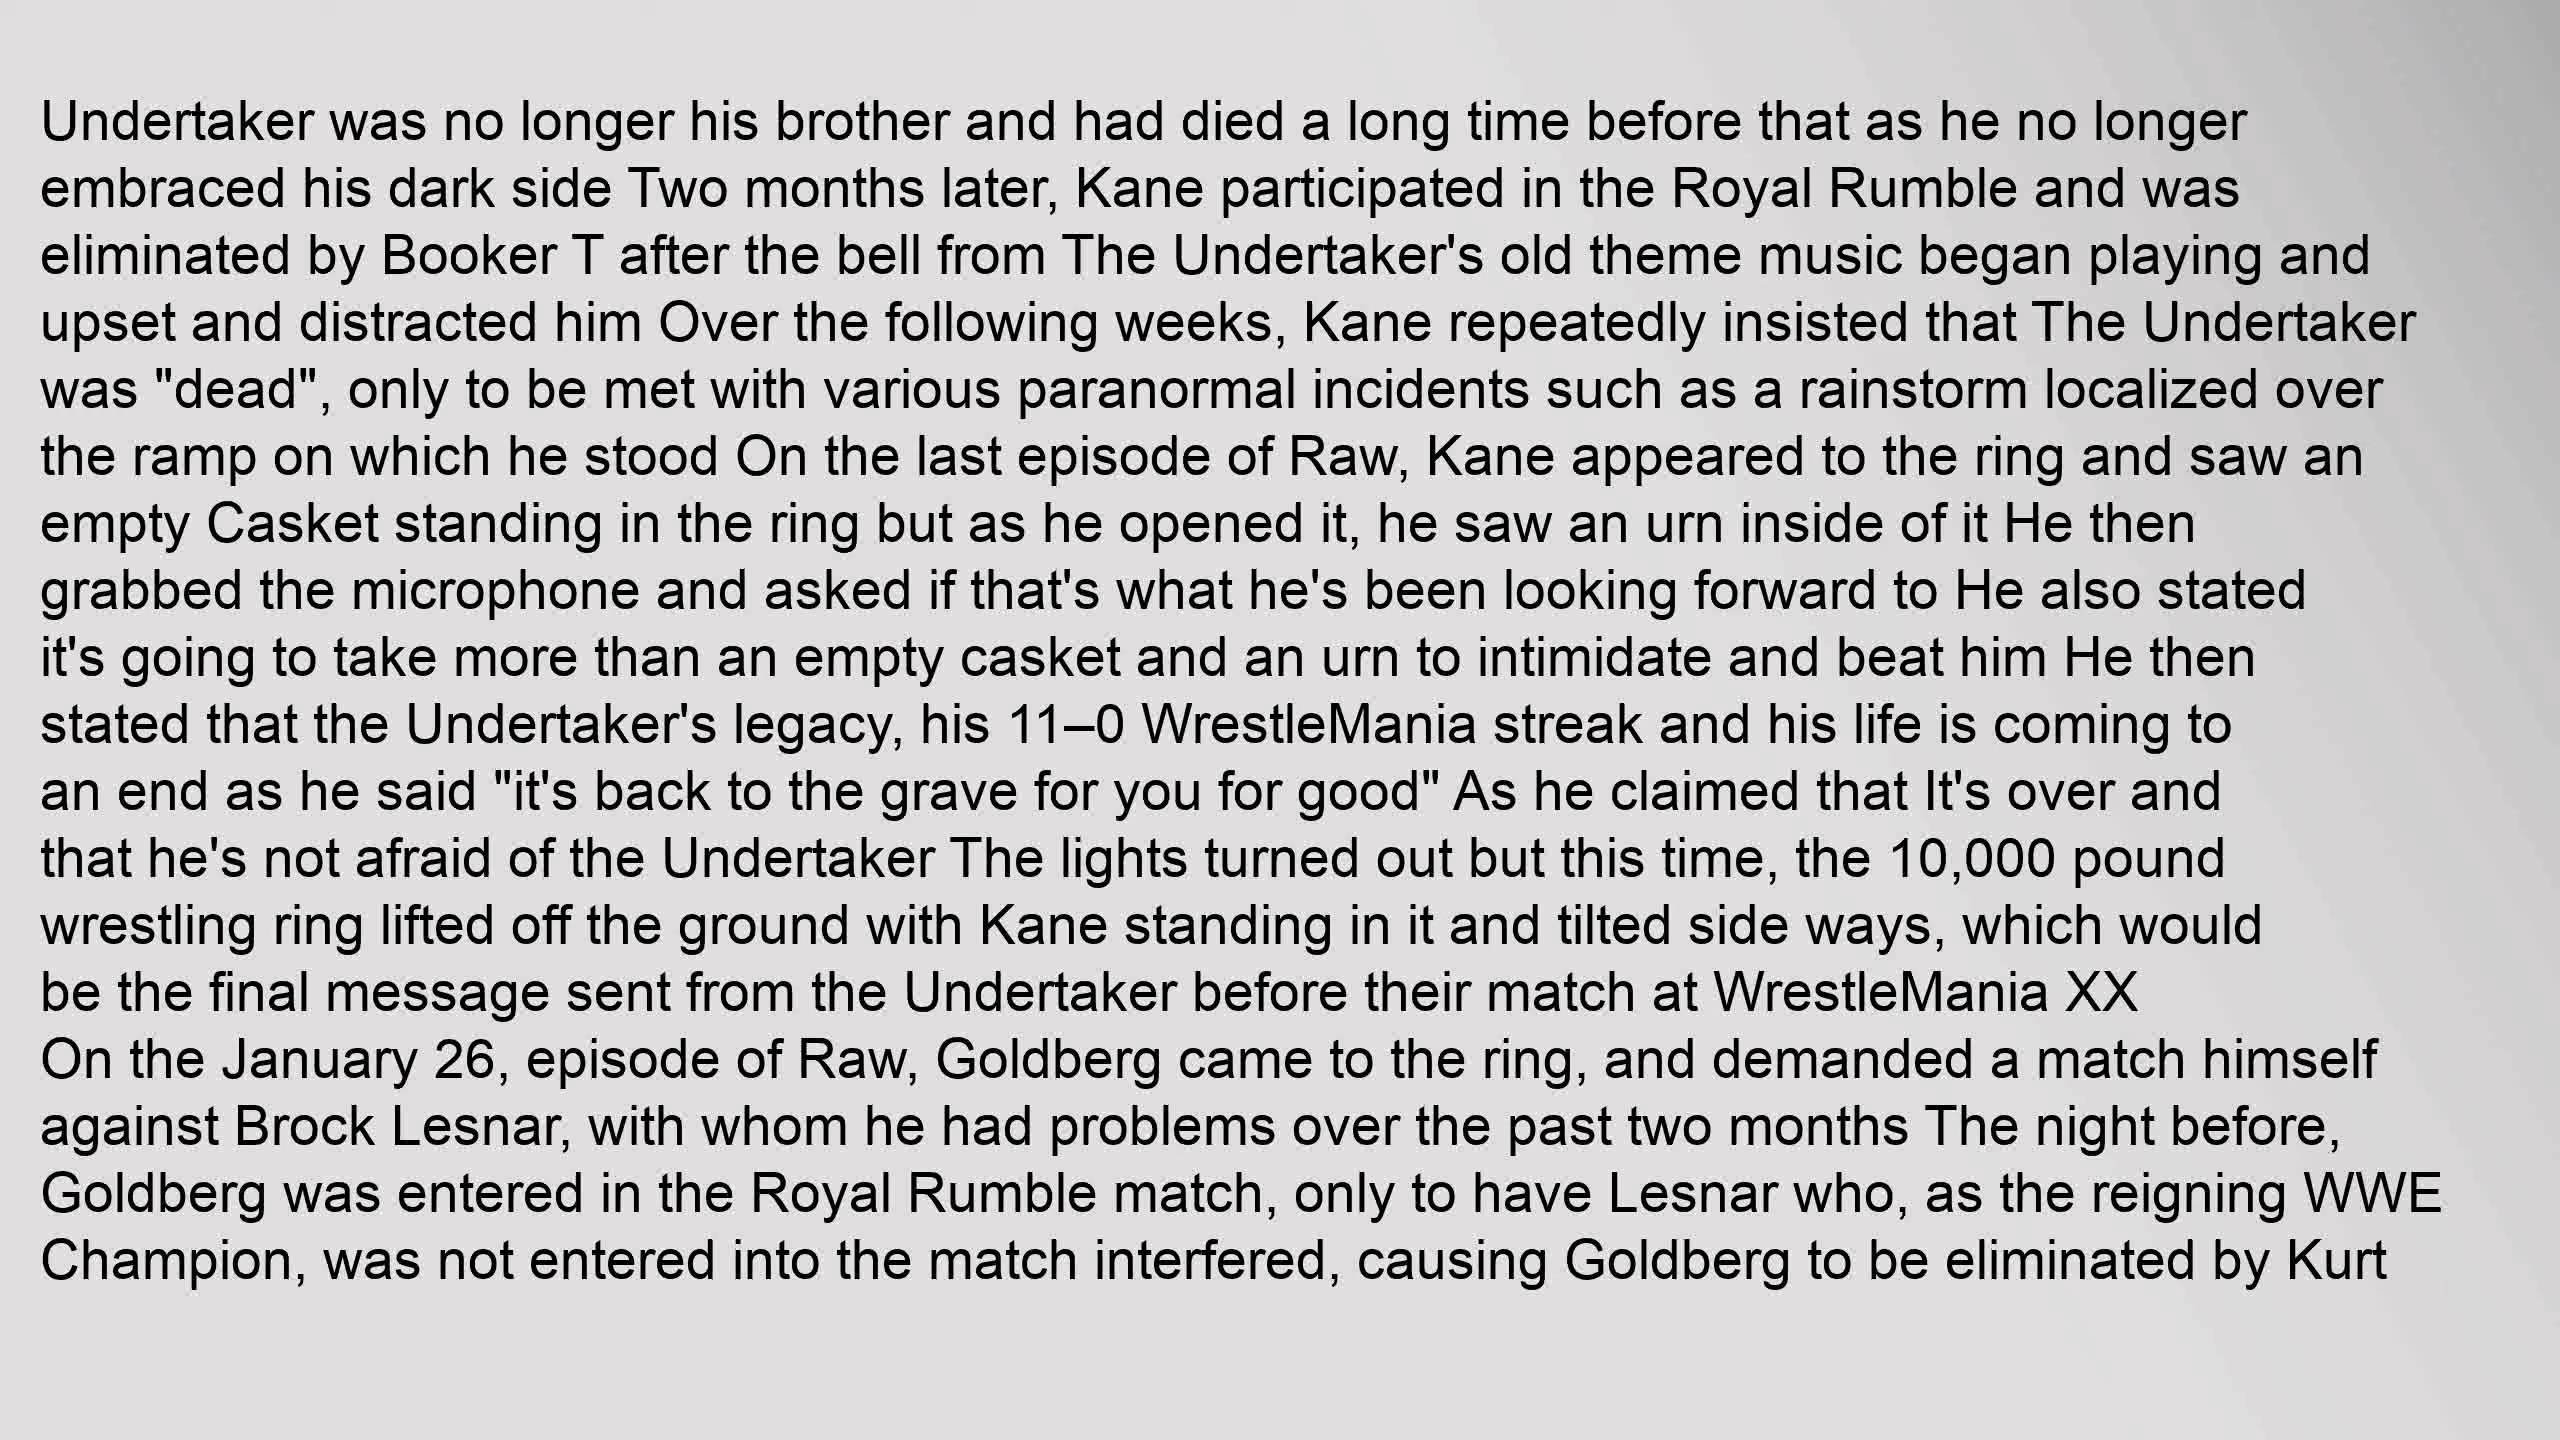 Undertaker was no longer his brother and had died a long time before that as he no longer
embraced his dark side Two months later, Kane participated in the Royal Rumble and was
eliminated by Booker T after the bell from The Undertaker's old theme music began playing and
upset and distracted him Over the following weeks, Kane repeatedly insisted that The Undertaker
was "dead", only to be met with various paranormal incidents such as a rainstorm localized over
the ramp on which he stood On the last episode of Raw, Kane appeared to the ring and saw an
empty Casket standing in the ring but as he opened it, he saw an urn inside of it He then
grabbed the microphone and asked if that's what he's been looking forward to He also stated
it's going to take more than an empty casket and an urn to intimidate and beat him He then
stated that the Undertaker's legacy, his 11–0 WrestleMania streak and his life is coming to
an end as he said "it's back to the grave for you for good" As he claimed that It's over and
that he's not afraid of the Undertaker The lights turned out but this time, the 10,000 pound
wrestling ring lifted off the ground with Kane standing in it and tilted side ways, which would
be the final message sent from the Undertaker before their match at WrestleMania XX
On the January 26, episode of Raw, Goldberg came to the ring, and demanded a match himself
against Brock Lesnar, with whom he had problems over the past two months The night before,
Goldberg was entered in the Royal Rumble match, only to have Lesnar who, as the reigning WWE
Champion, was not entered into the match interfered, causing Goldberg to be eliminated by Kurt